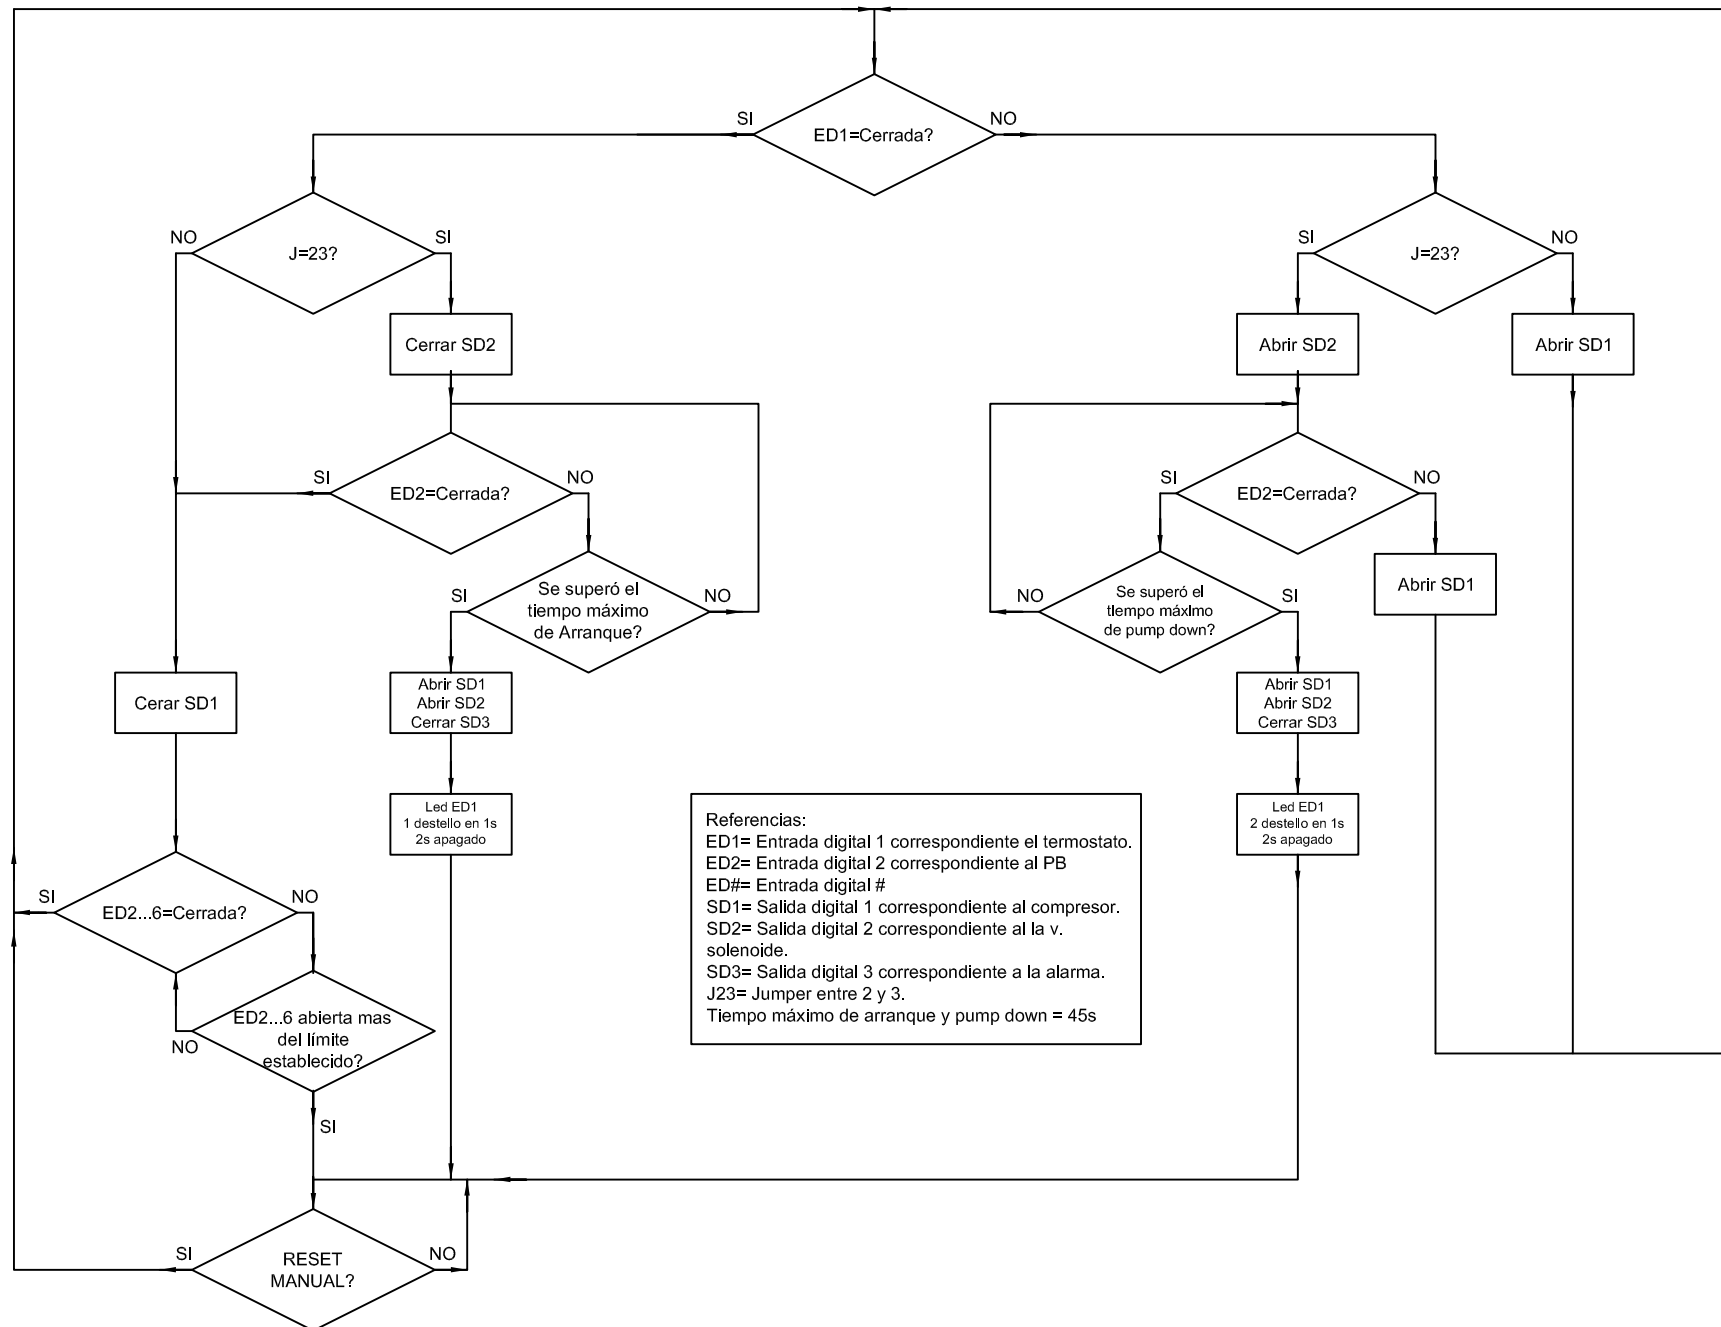 ED1=Cerrada?
SI
NO
J=23?
NO
SI
J=23?
SI
NO
Cerrar SD2
Abrir SD2
Abrir SD1
ED2=Cerrada?
SI
NO
ED2=Cerrada?
SI
NO
Se superó el
tiempo máximo
de Arranque?
SI
NO
Se superó el
tiempo máximo
de pump down?
NO
SI
Abrir SD1
Cerar SD1
Abrir SD1
Abrir SD2
Cerrar SD3
Abrir SD1
Abrir SD2
Cerrar SD3
Led ED1
1 destello en 1s
2s apagado
Led ED1
2 destello en 1s
2s apagado
Referencias:
ED1= Entrada digital 1 correspondiente el termostato.
ED2= Entrada digital 2 correspondiente al PB
ED#= Entrada digital #
SD1= Salida digital 1 correspondiente al compresor.
SD2= Salida digital 2 correspondiente al la v.
solenoide.
SD3= Salida digital 3 correspondiente a la alarma.
J23= Jumper entre 2 y 3.
Tiempo máximo de arranque y pump down = 45s
ED2...6=Cerrada?
SI
NO
ED2...6 abierta mas
del límite
establecido?
NO
SI
RESET
MANUAL?
SI
NO